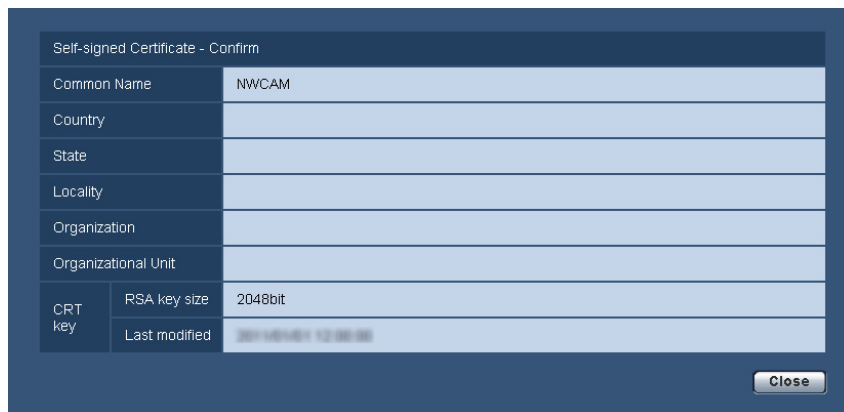 Self-signed Certificate - Confirm
Common Name NWCAM
Country
State
Locality
Organization
Organizational Unit
CRT key
RSA key size 2048bit
Last modified
Close